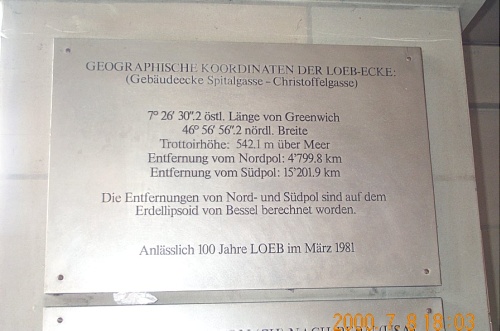 GEOGRAPHISCHE KOORDINATEN DER LOEB-ECKE:
(Gebäudeecke Spitalgasse – Christoffelgasse)
7° 26' 30".2 östl. Länge von Greenwich
46° 56' 56".2 nördl. Breite
Trottoirhöhe: 542.1 m über Meer
Entfernung vom Nordpol: 4'799.8 km
Entfernung vom Südpol: 15'201.9 km
Die Entfernungen von Nord- und Südpol sind auf dem
Erdellipsoid von Bessel berechnet worden.
Anlässlich 100 Jahre LOEB im März 1981
2000 7 8 18:03